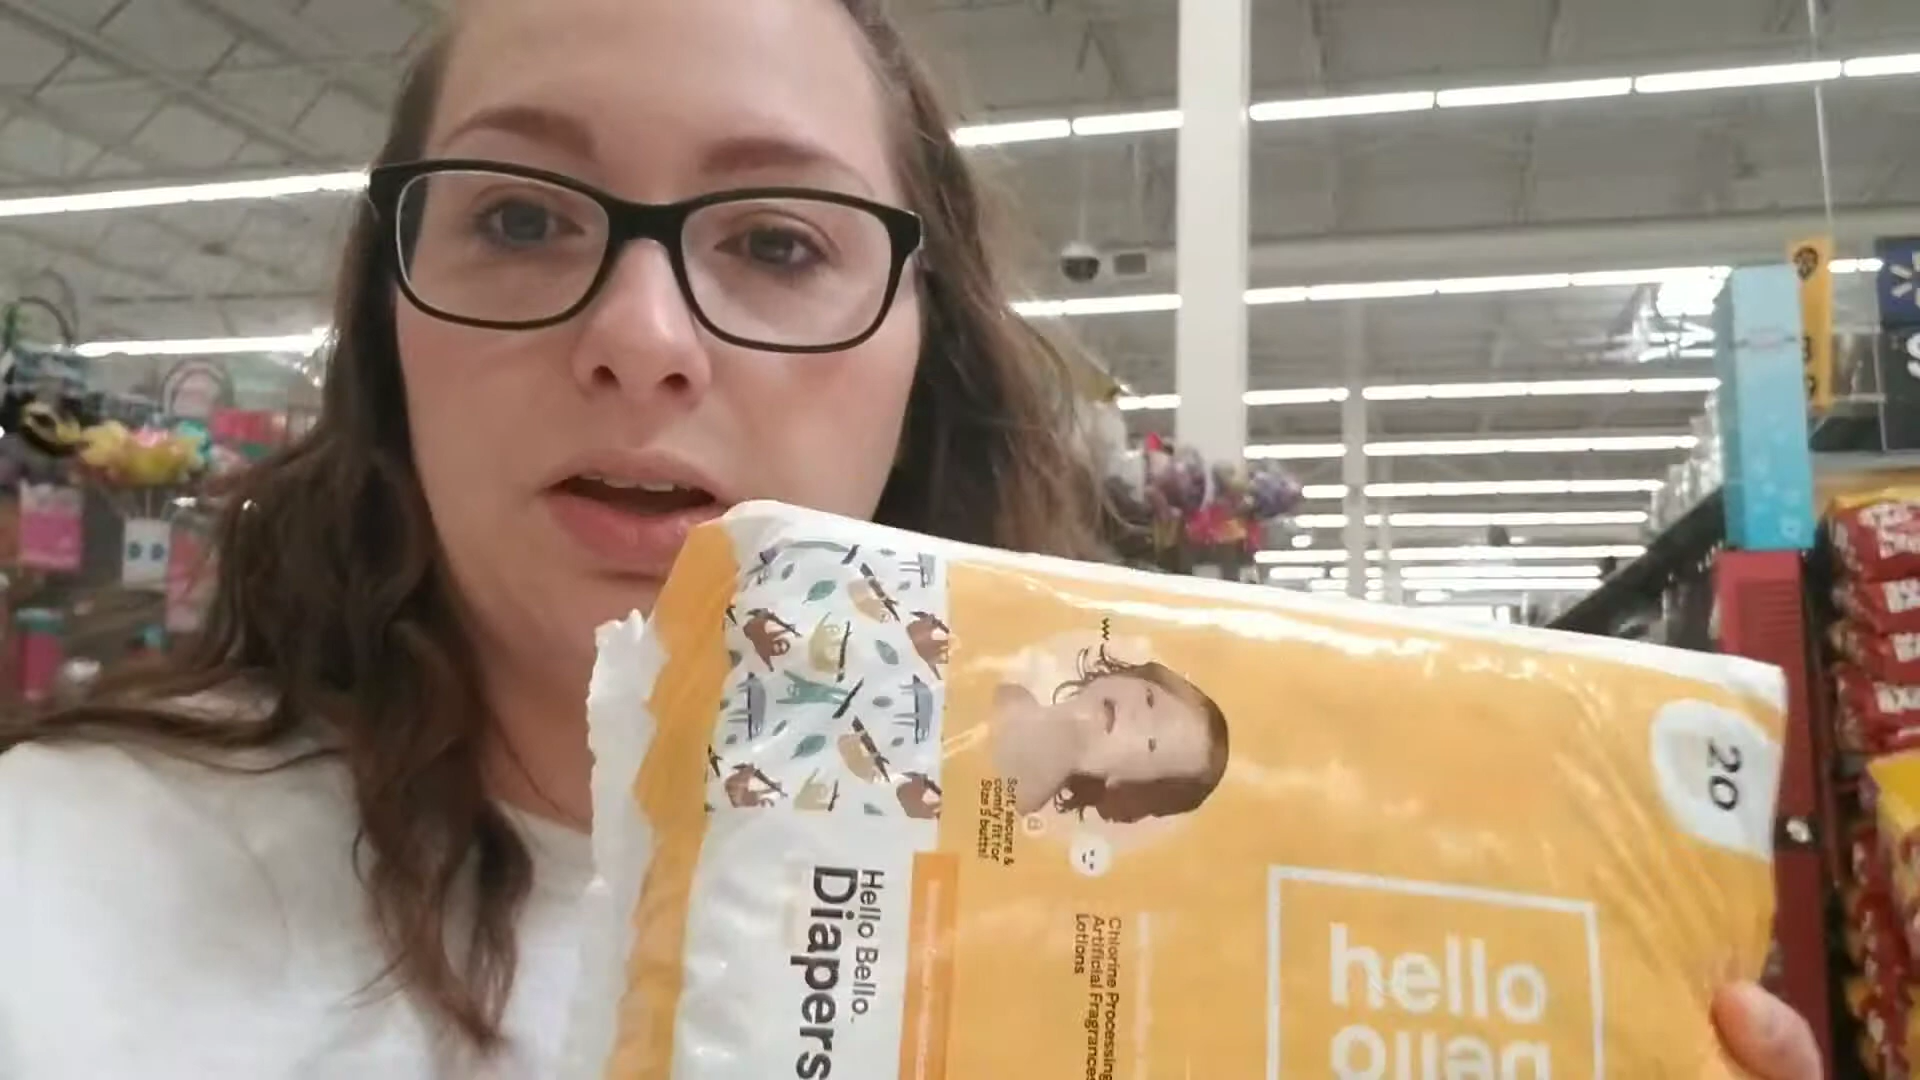 20
Soft, secure &
comfy fit for
Size 5 butts!
Hello Bello.
Diapers
Chlorine Processing
Artificial Fragrances
Lotions
hello
bello